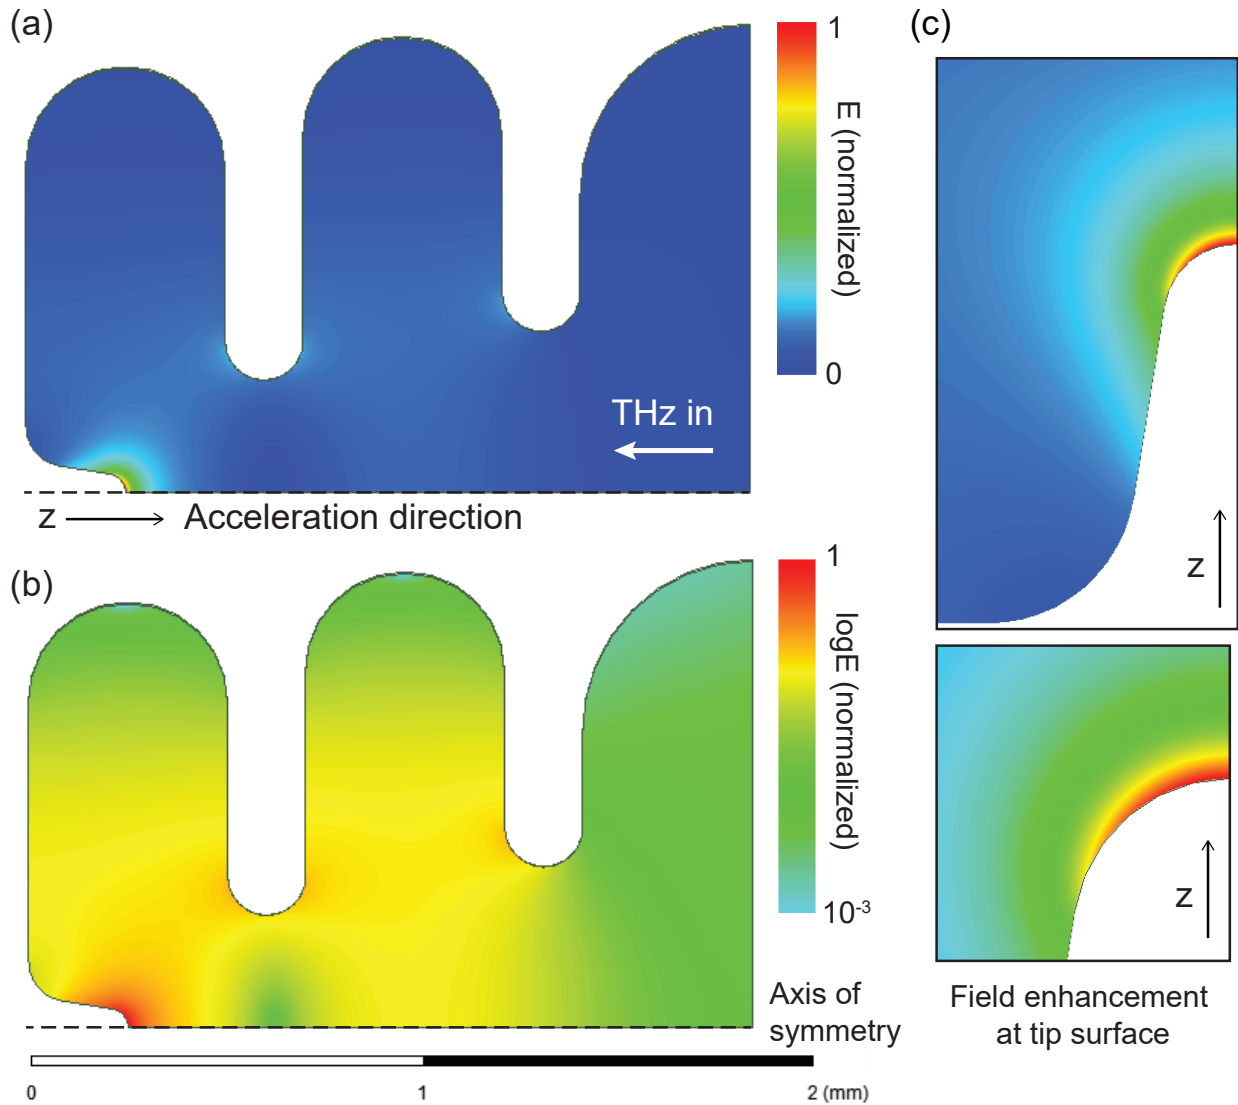 (a)
1
E (normalized)
0
THz in
z
Acceleration direction
(b)
1
logE (normalized)
10⁻³
Axis of
symmetry
0
1
2 (mm)
(c)
z
z
Field enhancement
at tip surface